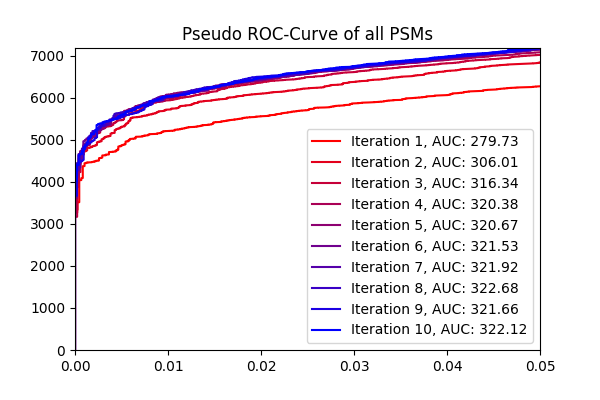 Pseudo ROC-Curve of all PSMs
7000
6000
5000
4000
3000
2000
1000
0
Iteration 1, AUC: 279.73
Iteration 2, AUC: 306.01
Iteration 3, AUC: 316.34
Iteration 4, AUC: 320.38
Iteration 5, AUC: 320.67
Iteration 6, AUC: 321.53
Iteration 7, AUC: 321.92
Iteration 8, AUC: 322.68
Iteration 9, AUC: 321.66
Iteration 10, AUC: 322.12
0.00 0.01 0.02 0.03 0.04 0.05